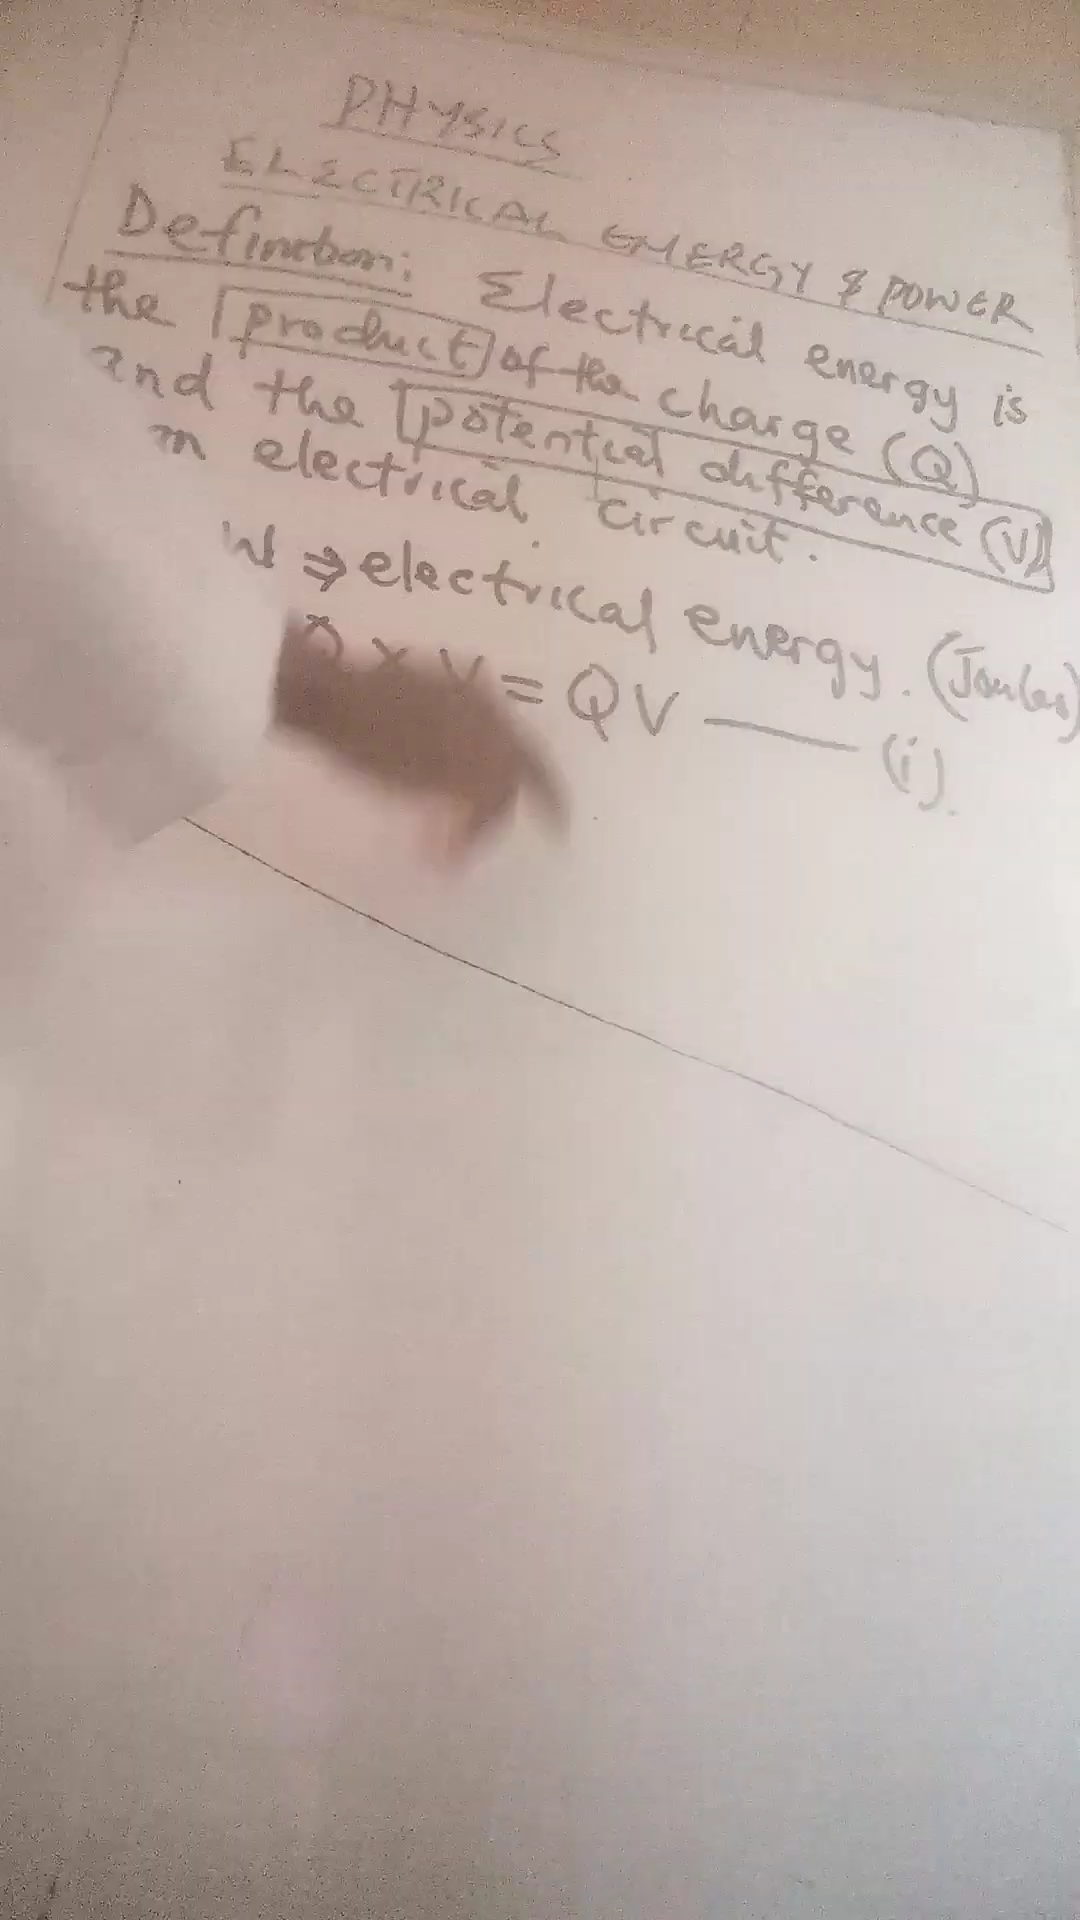 PHYSICS
ELECTRICAL ENERGY & POWER
Definition: Electrical energy is
the product of the charge (Q)
and the potential difference (V)
in electrical circuit.
W ⇒ electrical energy. (Joules)
Q x V = QV —— (i).